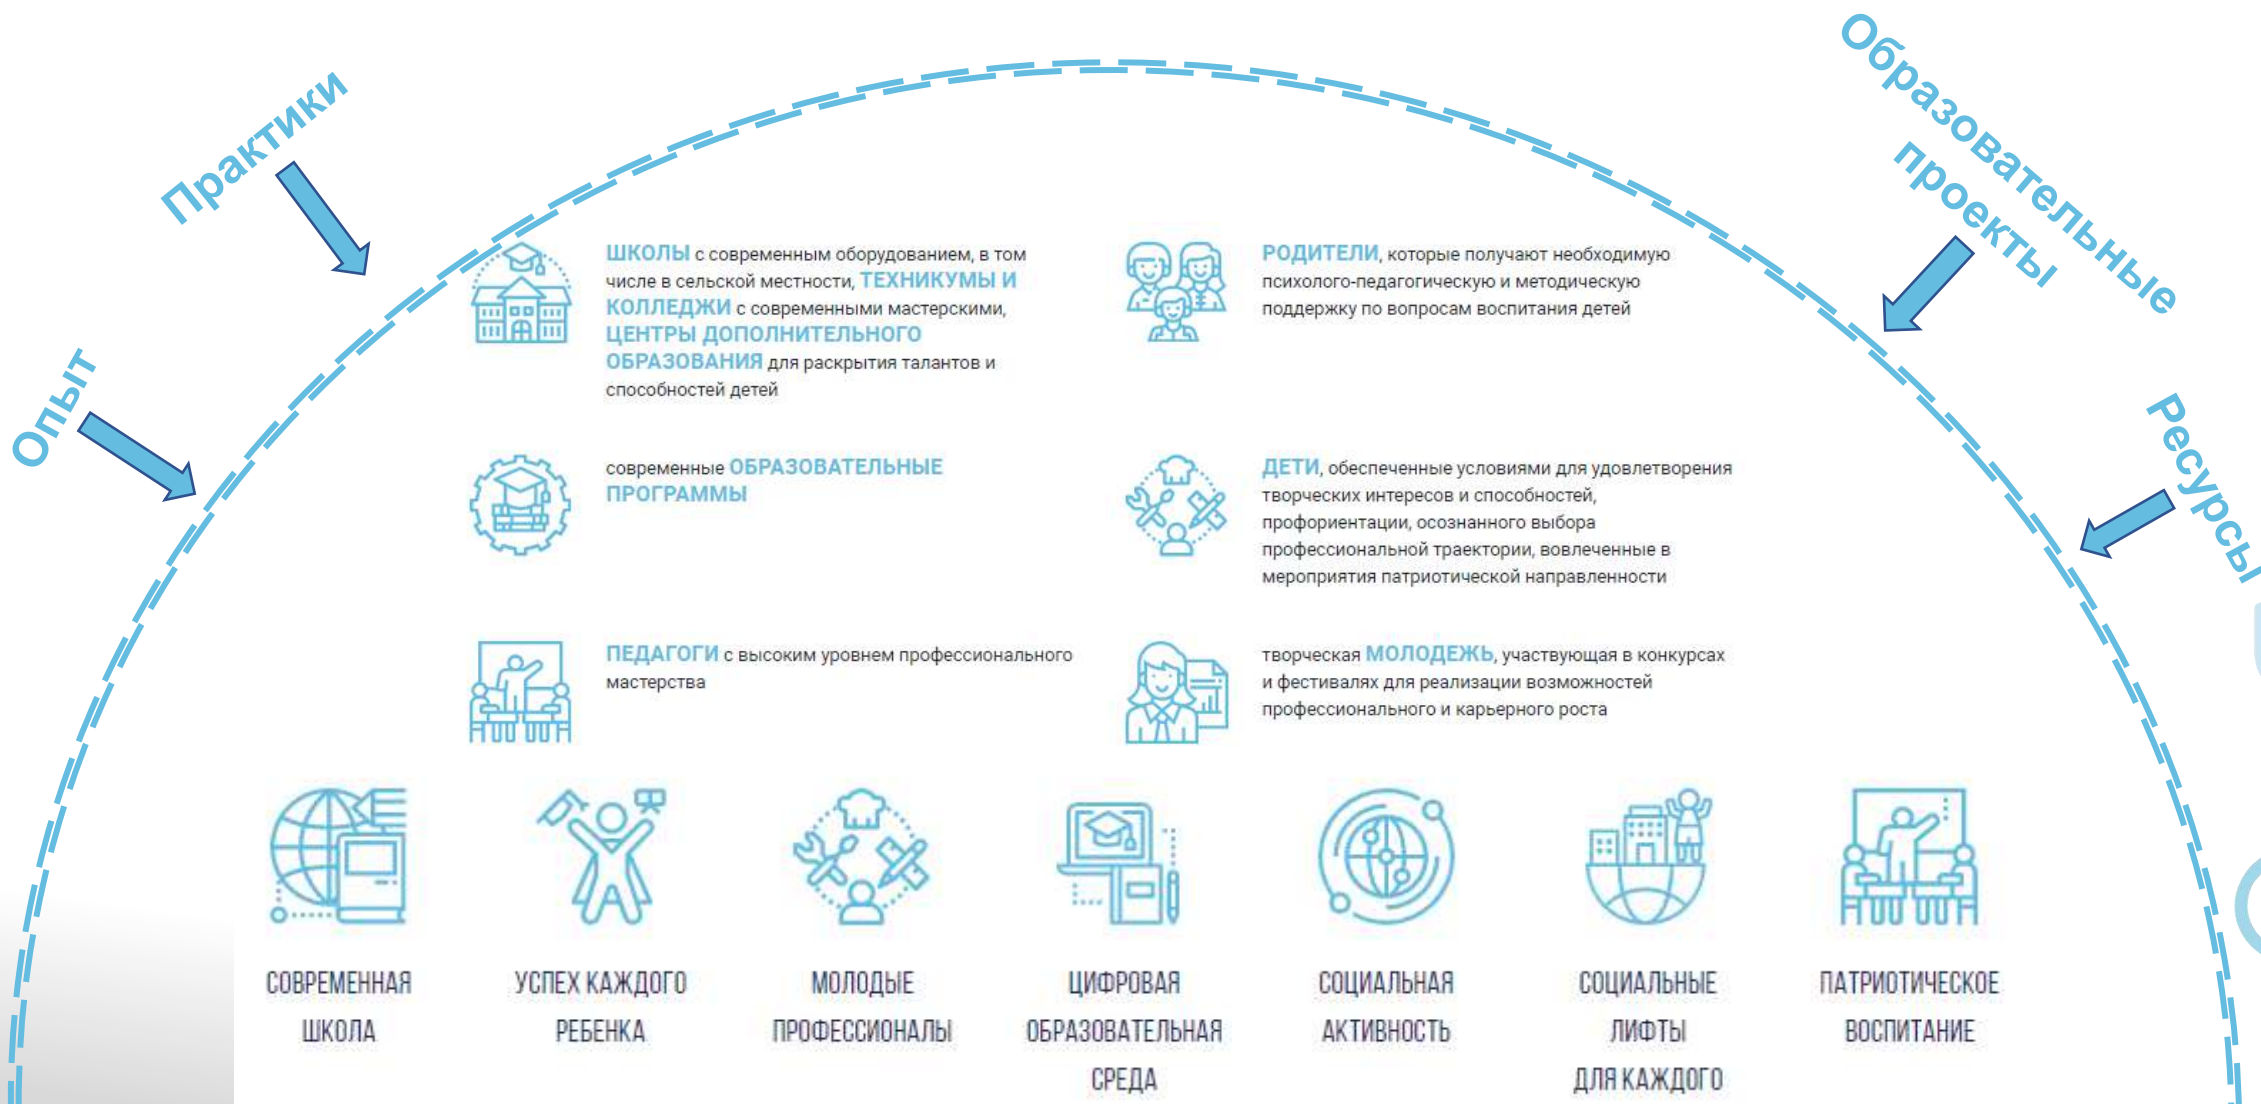 Практики
Образовательные
проекты
Опыт
Ресурсы
ШКОЛЫ с современным оборудованием, в том
числе в сельской местности, ТЕХНИКУМЫ И
КОЛЛЕДЖИ с современными мастерскими,
ЦЕНТРЫ ДОПОЛНИТЕЛЬНОГО
ОБРАЗОВАНИЯ для раскрытия талантов и
способностей детей
РОДИТЕЛИ, которые получают необходимую
психолого-педагогическую и методическую
поддержку по вопросам воспитания детей
современные ОБРАЗОВАТЕЛЬНЫЕ
ПРОГРАММЫ
ДЕТИ, обеспеченные условиями для удовлетворения
творческих интересов и способностей,
профориентации, осознанного выбора
профессиональной траектории, вовлеченные в
мероприятия патриотической направленности
ПЕДАГОГИ с высоким уровнем профессионального
мастерства
творческая МОЛОДЕЖЬ, участвующая в конкурсах
и фестивалях для реализации возможностей
профессионального и карьерного роста
СОВРЕМЕННАЯ
ШКОЛА
УСПЕХ КАЖДОГО
РЕБЕНКА
МОЛОДЫЕ
ПРОФЕССИОНАЛЫ
ЦИФРОВАЯ
ОБРАЗОВАТЕЛЬНАЯ
СРЕДА
СОЦИАЛЬНАЯ
АКТИВНОСТЬ
СОЦИАЛЬНЫЕ
ЛИФТЫ
ДЛЯ КАЖДОГО
ПАТРИОТИЧЕСКОЕ
ВОСПИТАНИЕ